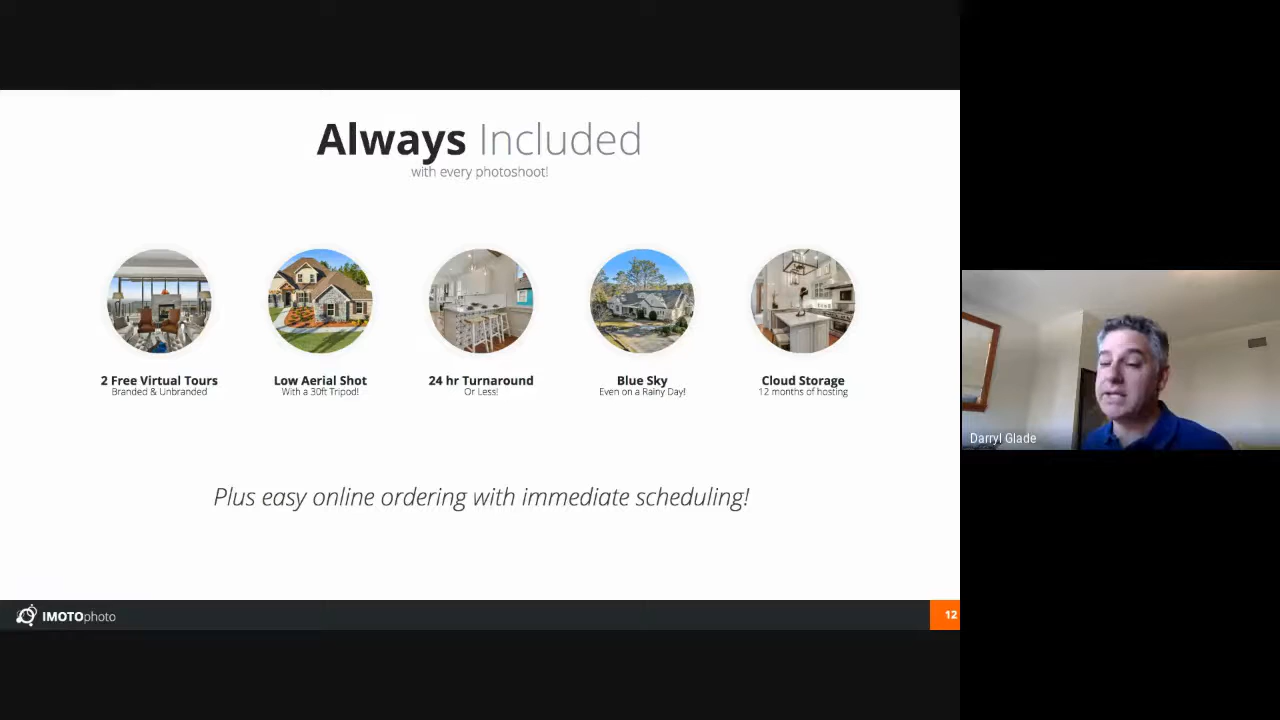 Always Included
with every photoshoot!
2 Free Virtual Tours
Branded & Unbranded
Low Aerial Shot
With a 30ft Tripod!
24 hr Turnaround
Or Less!
Blue Sky
Even on a Rainy Day!
Cloud Storage
12 months of hosting
Plus easy online ordering with immediate scheduling!
IMOTOphoto
12
Darryl Glade